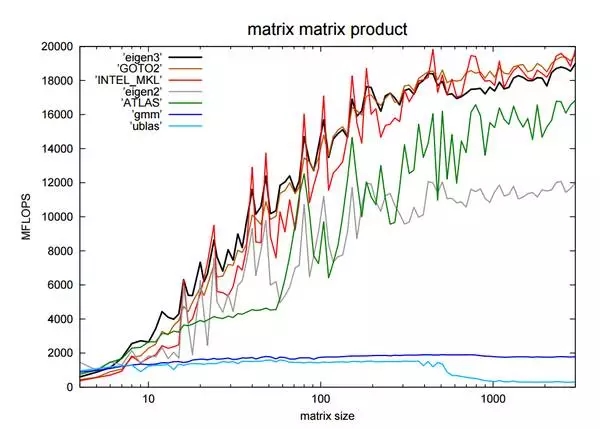 matrix matrix product
20000
18000
16000
14000
12000
10000
8000
6000
4000
2000
0
MFLOPS
'eigen3'
'GOTO2'
'INTEL_MKL'
'eigen2'
'ATLAS'
'gmm'
'ublas'
10
100
1000
matrix size